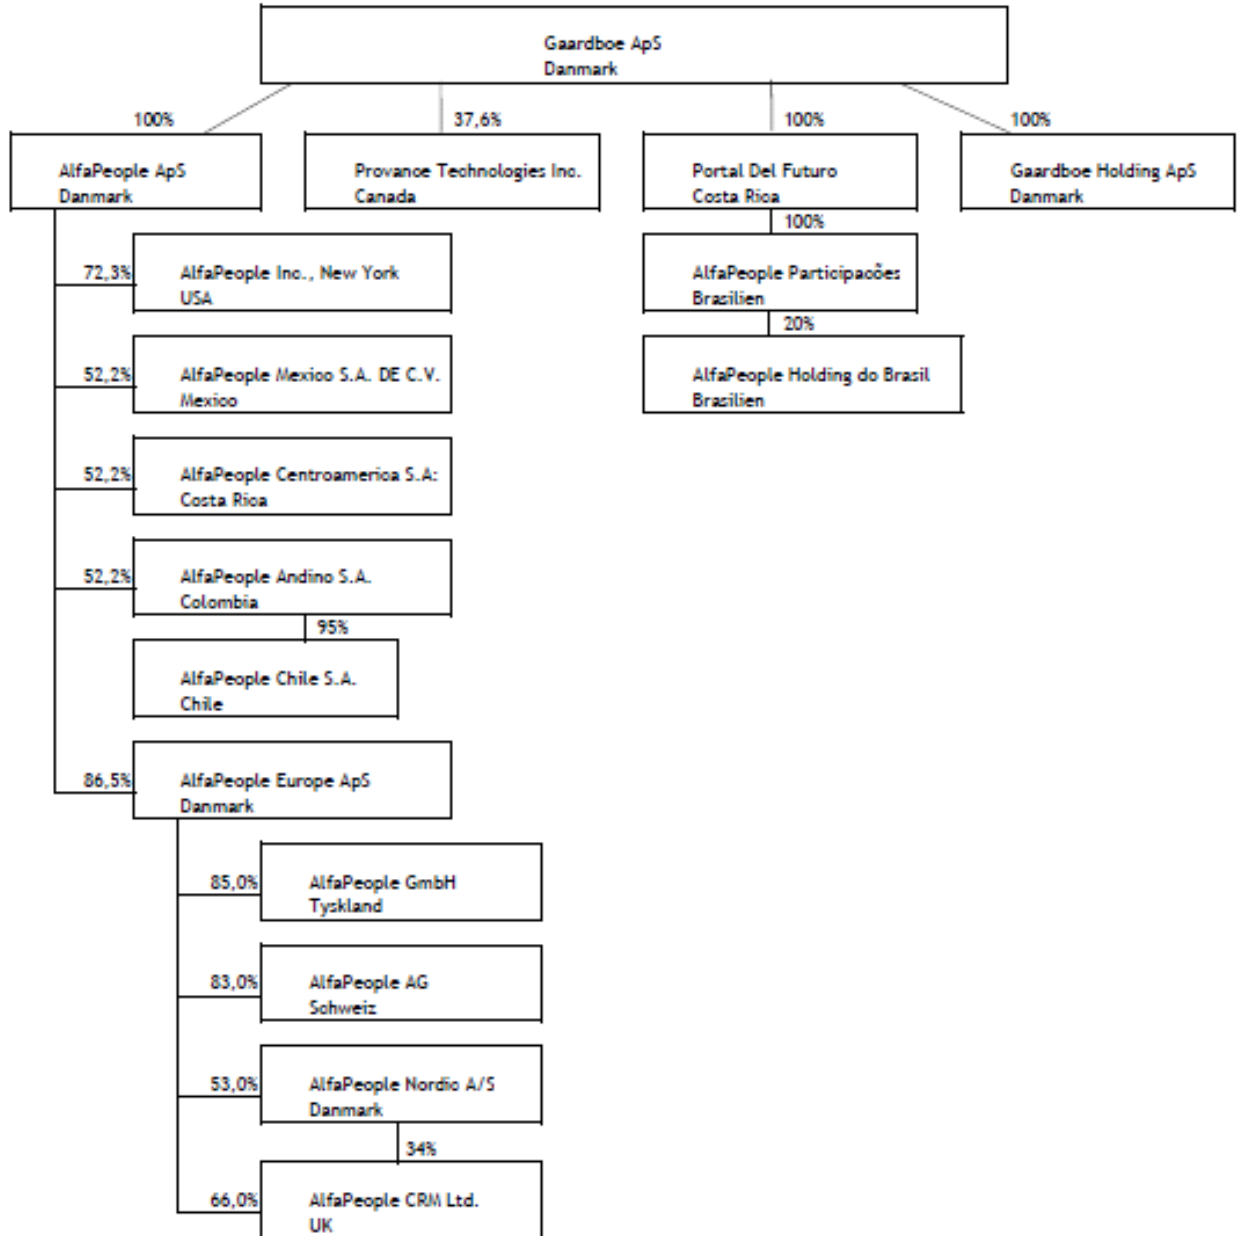 Gaardboe ApS
Danmark
100%
37,6%
100%
100%
AlfaPeople ApS
Danmark
Provance Technologies Inc.
Canada
Portal Del Futuro
Costa Rica
Gaardboe Holding ApS
Danmark
100%
72,3%
AlfaPeople Inc., New York
USA
AlfaPeople Participacões
Brasilien
20%
52,2%
AlfaPeople Mexico S.A. DE C.V.
Mexico
AlfaPeople Holding do Brasil
Brasilien
52,2%
AlfaPeople Centroamerica S.A:
Costa Rica
52,2%
AlfaPeople Andino S.A.
Colombia
95%
AlfaPeople Chile S.A.
Chile
86,5%
AlfaPeople Europe ApS
Danmark
85,0%
AlfaPeople GmbH
Tyskland
83,0%
AlfaPeople AG
Schweiz
53,0%
AlfaPeople Nordic A/S
Danmark
34%
66,0%
AlfaPeople CRM Ltd.
UK